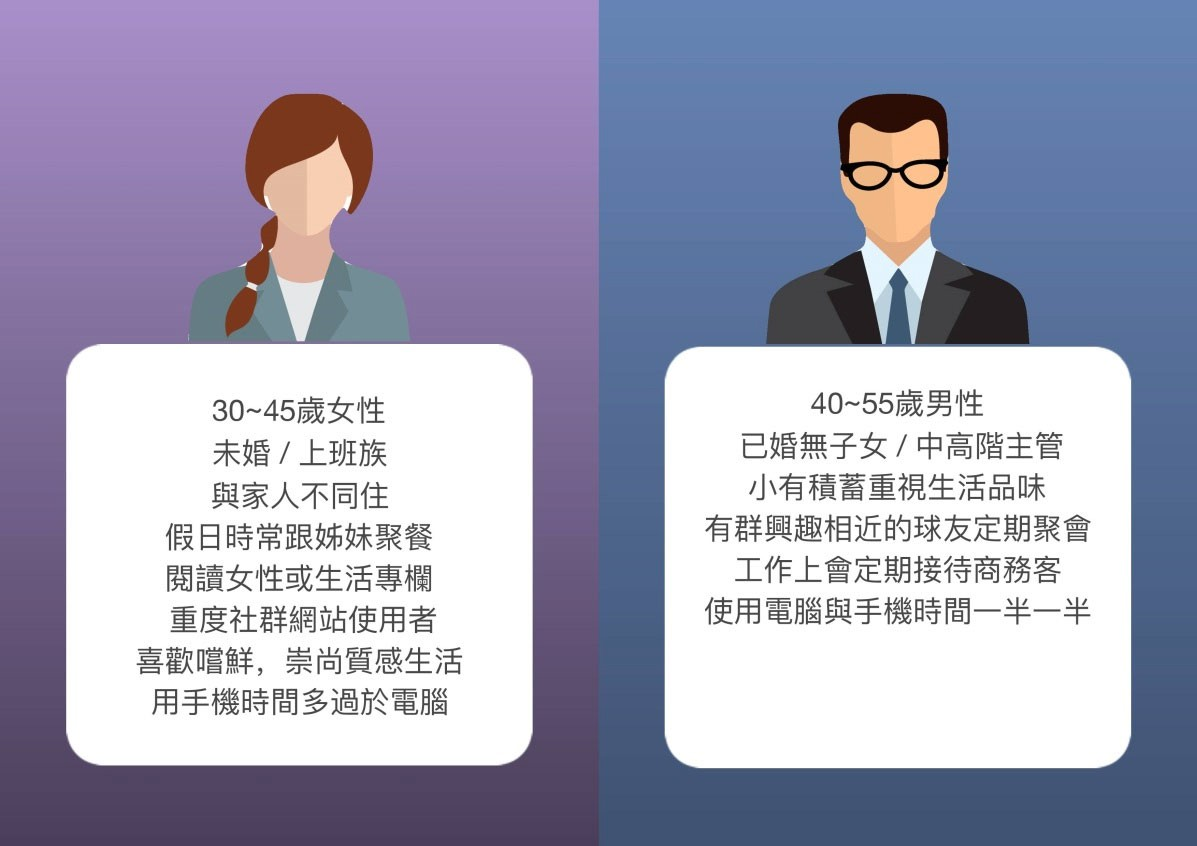 30~45歲女性
未婚 / 上班族
與家人不同住
假日時常跟姊妹聚餐
閱讀女性或生活專欄
重度社群網站使用者
喜歡嚐鮮，崇尚質感生活
用手機時間多過於電腦
40~55歲男性
已婚無子女 / 中高階主管
小有積蓄重視生活品味
有群興趣相近的球友定期聚會
工作上會定期接待商務客
使用電腦與手機時間一半一半